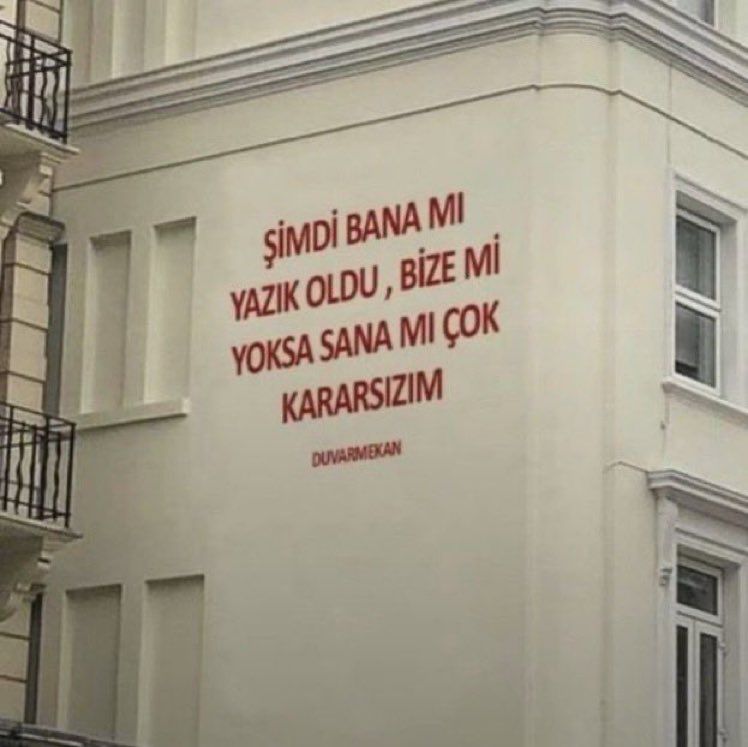 ŞİMDİ BANA MI
YAZIK OLDU , BİZE Mİ
YOKSA SANA MI ÇOK
KARARSIZIM
DUVARMEKAN